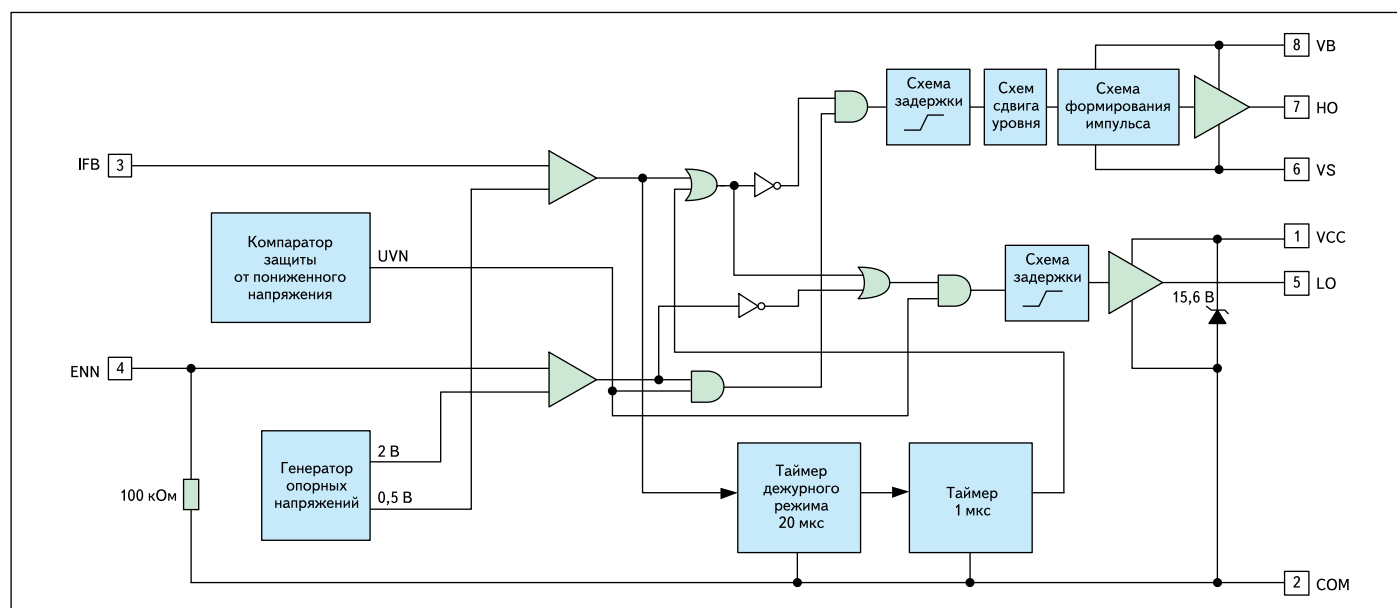 8 VB
Схема
задержки
Схем
сдвига
уровня
Схема
формирования
импульса
7 HO
IFB 3
6 VS
Компаратор
защиты
от пониженного
напряжения
UVN
1 VCC
Схема
задержки
5 LO
15,6 В
ENN 4
Генератор
опорных
напряжений
2 В
0,5 В
100 кОм
Таймер
дежурного
режима
20 мкс
Таймер
1 мкс
2 COM